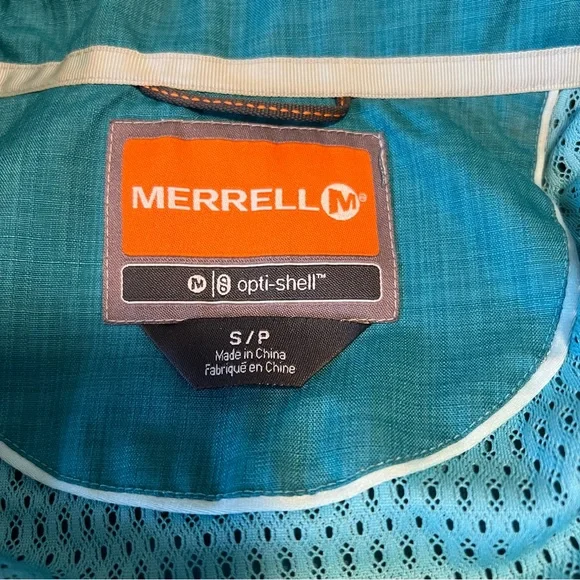 MERRELL M®
M | opti-shell™
S / P
Made in China
Fabriqué en Chine